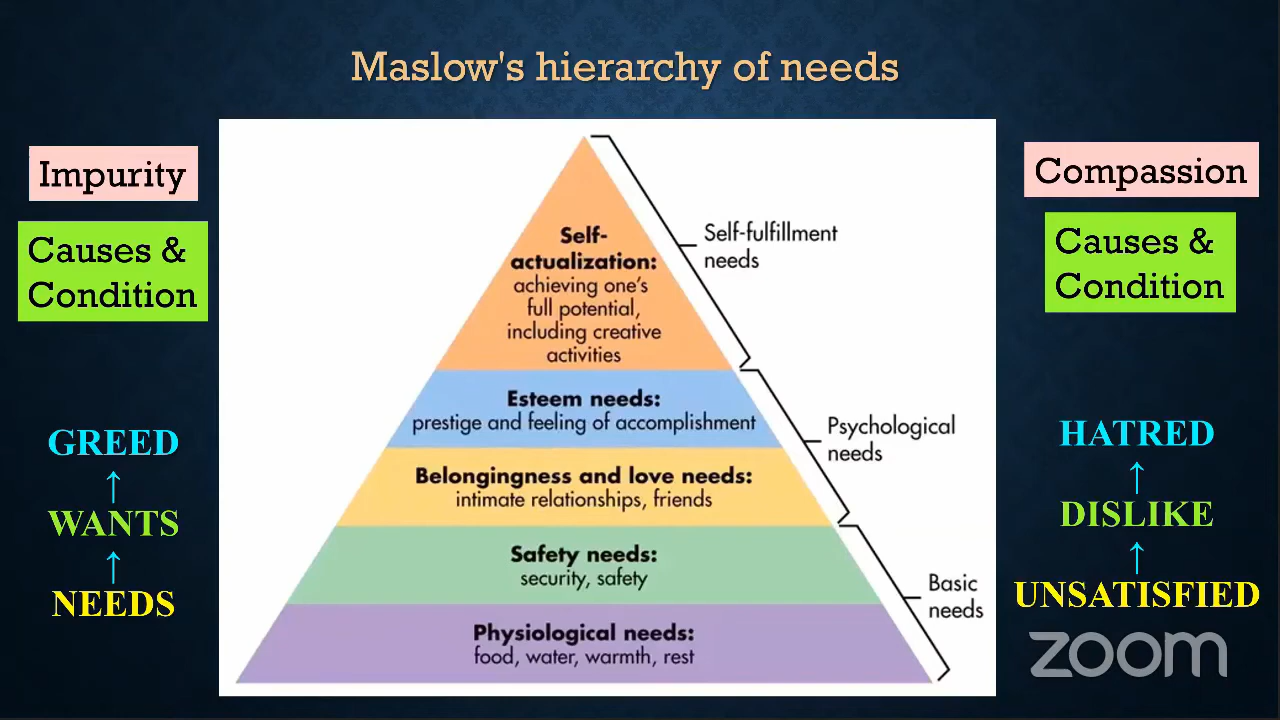 Maslow's hierarchy of needs
Impurity
Causes &
Condition
GREED
↑
WANTS
↑
NEEDS
Self-
actualization:
achieving one's
full potential,
including creative
activities
Esteem needs:
prestige and feeling of accomplishment
Belongingness and love needs:
intimate relationships, friends
Safety needs:
security, safety
Physiological needs:
food, water, warmth, rest
Self-fulfillment
needs
Psychological
needs
Basic
needs
Compassion
Causes &
Condition
HATRED
↑
DISLIKE
↑
UNSATISFIED
zoom